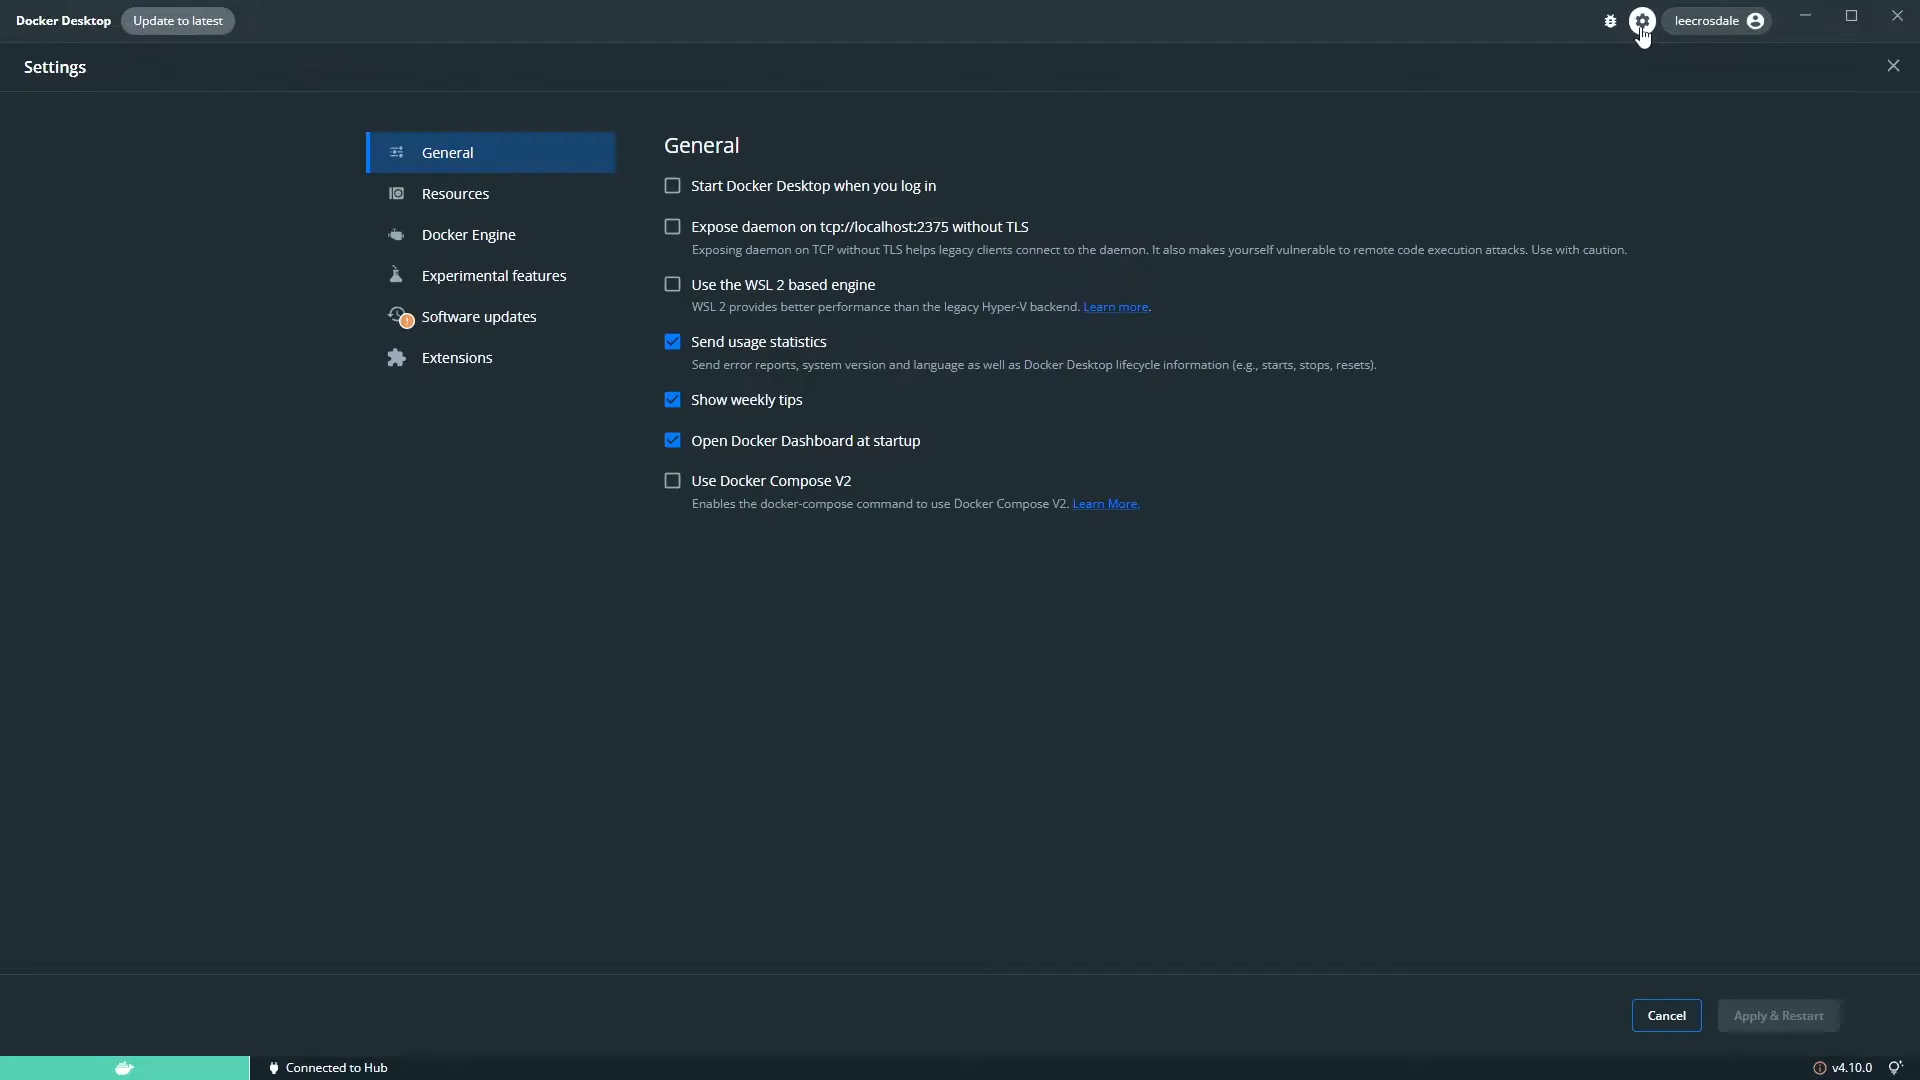 Docker Desktop
Update to latest
leecrosdale
Settings
General
Resources
Docker Engine
Experimental features
Software updates
Extensions
General
Start Docker Desktop when you log in
Expose daemon on tcp://localhost:2375 without TLS
Exposing daemon on TCP without TLS helps legacy clients connect to the daemon. It also makes yourself vulnerable to remote code execution attacks. Use with caution.
Use the WSL 2 based engine
WSL 2 provides better performance than the legacy Hyper-V backend. Learn more.
Send usage statistics
Send error reports, system version and language as well as Docker Desktop lifecycle information (e.g., starts, stops, resets).
Show weekly tips
Open Docker Dashboard at startup
Use Docker Compose V2
Enables the docker-compose command to use Docker Compose V2. Learn More.
Cancel
Apply & Restart
Connected to Hub
v4.10.0